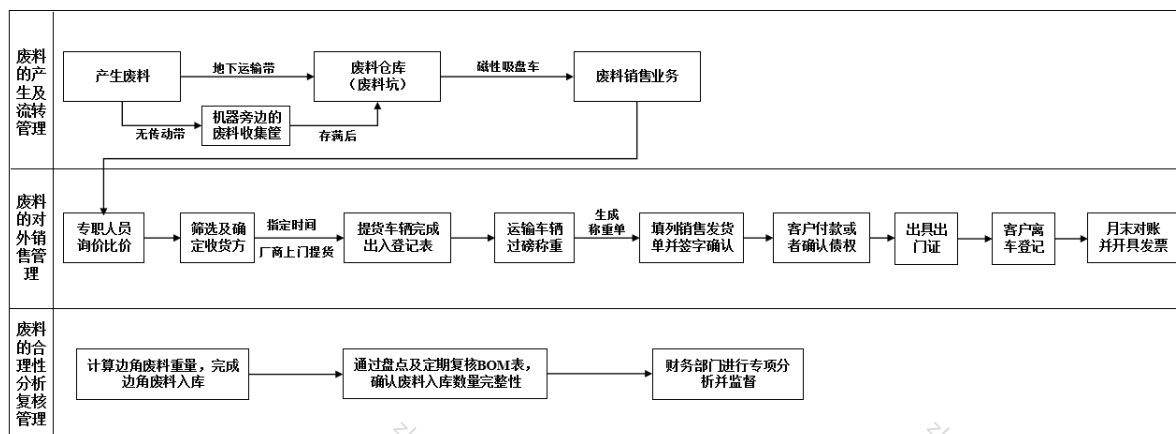 废料
的产
生及
流转
管理
产生废料
地下运输带
废料仓库
（废料坑）
磁性吸盘车
废料销售业务
无传动带
机器旁边的
废料收集筐
存满后
废料
的对
外销
售管
理
专职人员
询价比价
筛选及确
定收货方
指定时间
厂商上门提货
提货车辆完成
出入登记表
运输车辆
过磅称重
生成
称重单
填列销售发货
单并签字确认
客户付款或
者确认债权
出具出
门证
客户离
车登记
月末对账
并开具发票
废料
的合
理性
分析
复核
管理
计算边角废料重量，完成
边角废料入库
通过盘点及定期复核BOM表，
确认废料入库数量完整性
财务部门进行专项分
析并监督